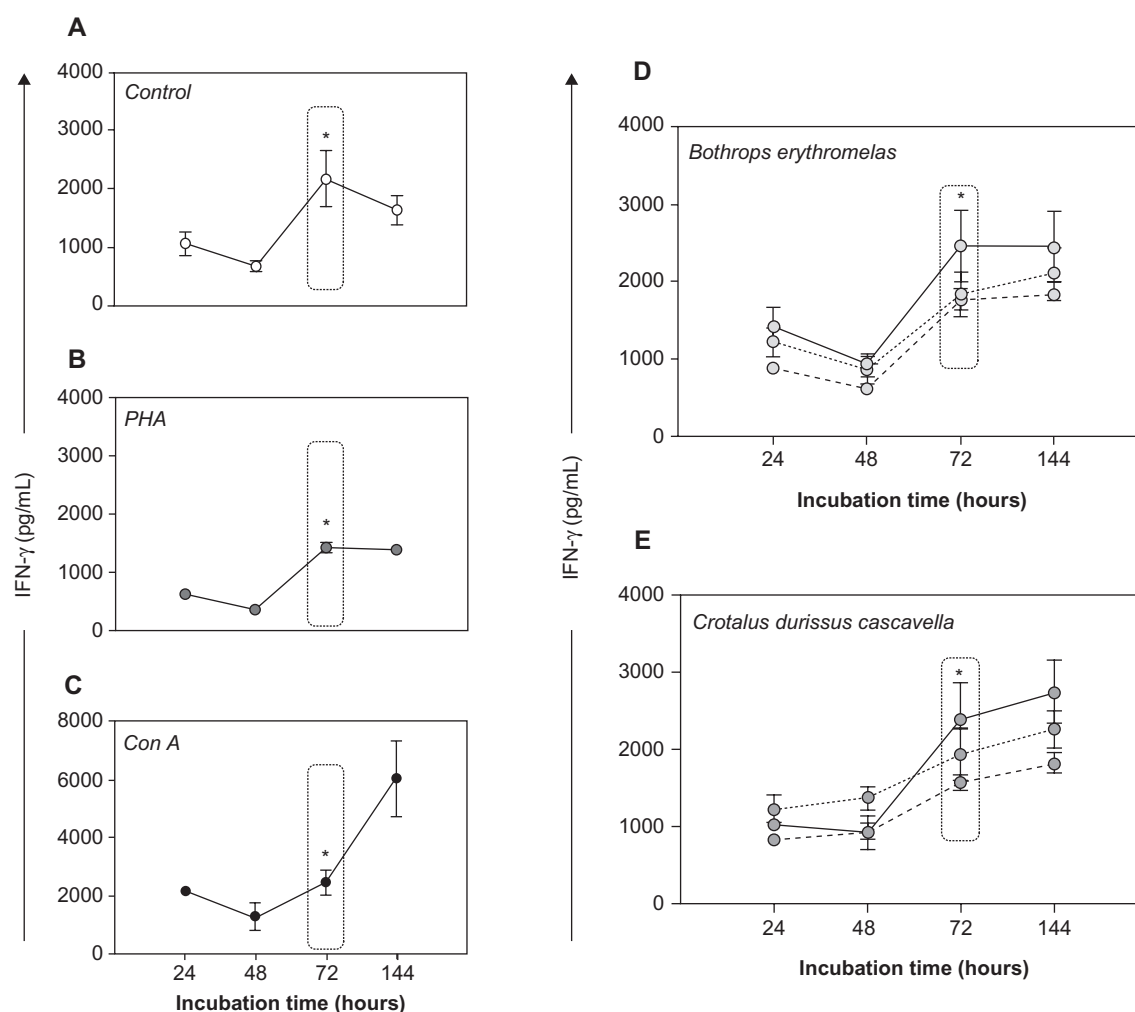 A
4000
Control
3000
*
2000
1000
0
B
4000
PHA
3000
2000
*
1000
0
IFN-γ (pg/mL)
C
8000
Con A
6000
4000
*
2000
0
24 48 72 144
Incubation time (hours)
D
4000
Bothrops erythromelas
3000
*
2000
1000
0
24 48 72 144
Incubation time (hours)
IFN-γ (pg/mL)
E
4000
Crotalus durissus cascavella
3000
*
2000
1000
0
24 48 72 144
Incubation time (hours)